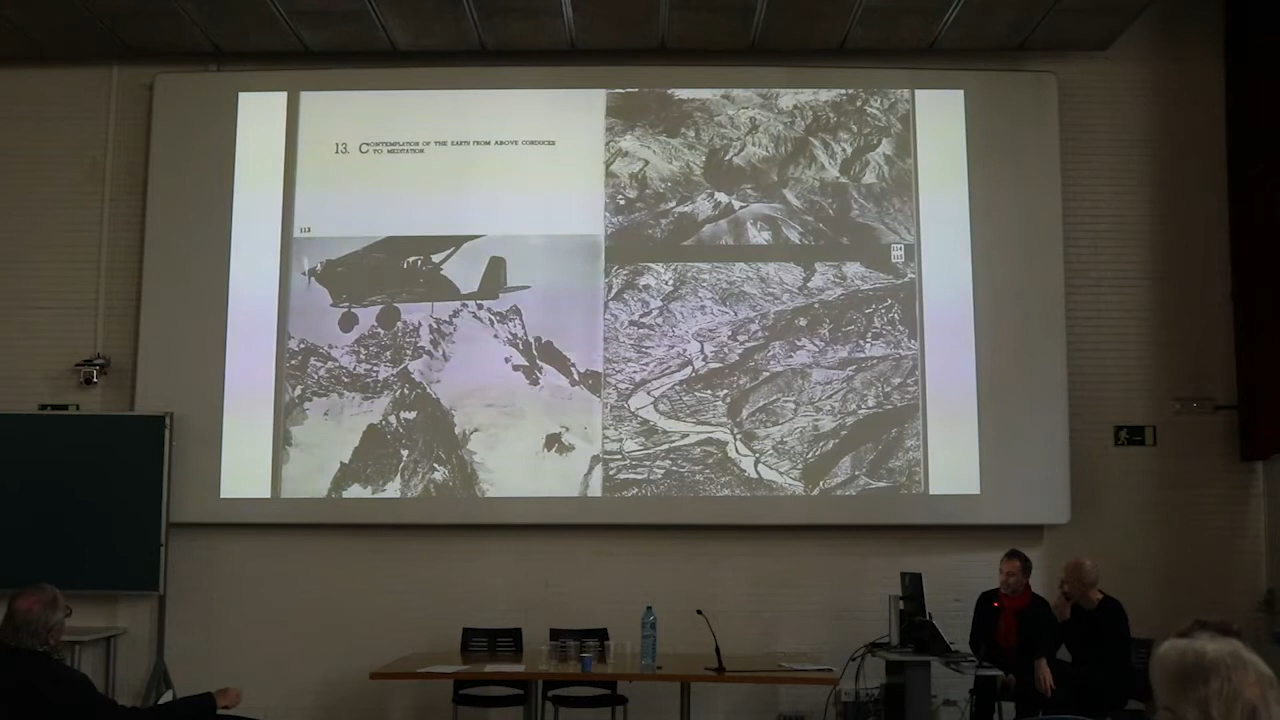 13. CONTEMPLATION OF THE EARTH FROM ABOVE CONDUCES
TO MEDITATION.
113
114
115